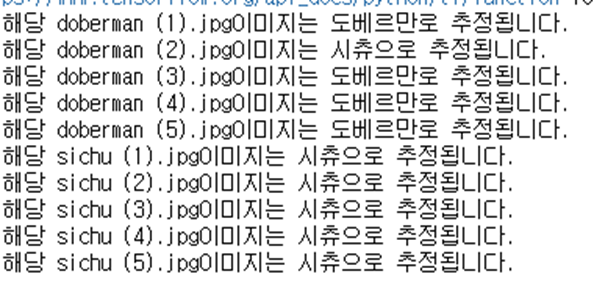 해당 doberman (1).jpg이미지는 도베르만로 추정됩니다.
해당 doberman (2).jpg이미지는 시츄으로 추정됩니다.
해당 doberman (3).jpg이미지는 도베르만로 추정됩니다.
해당 doberman (4).jpg이미지는 도베르만로 추정됩니다.
해당 doberman (5).jpg이미지는 도베르만로 추정됩니다.
해당 sichu (1).jpg이미지는 시츄으로 추정됩니다.
해당 sichu (2).jpg이미지는 시츄으로 추정됩니다.
해당 sichu (3).jpg이미지는 시츄으로 추정됩니다.
해당 sichu (4).jpg이미지는 시츄으로 추정됩니다.
해당 sichu (5).jpg이미지는 시츄으로 추정됩니다.